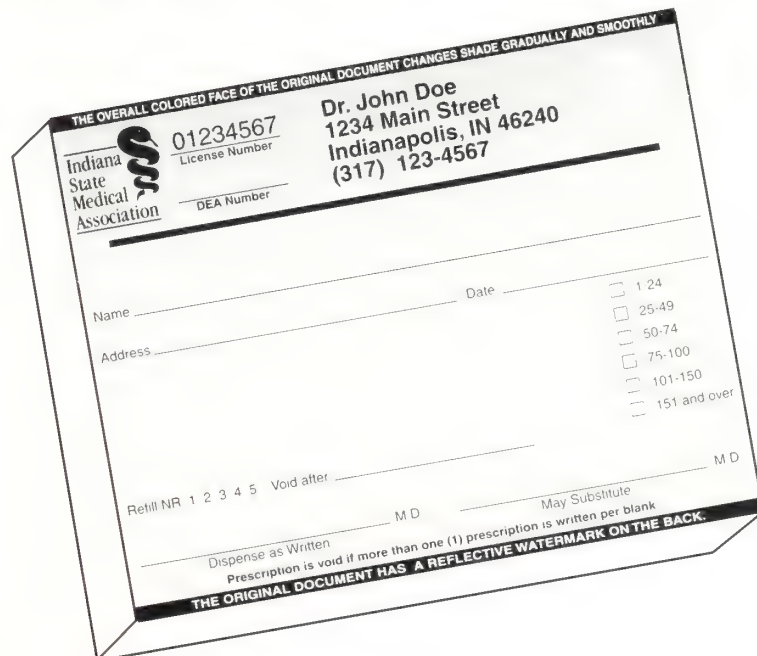 THE OVERALL COLORED FACE OF THE ORIGINAL DOCUMENT CHANGES SHADE GRADUALLY AND SMOOTHLY
Indiana
State
Medical
Association
01234567
License Number
DEA Number
Dr. John Doe
1234 Main Street
Indianapolis, IN 46240
(317) 123-4567
Name
Address
Date
1-24
25-49
50-74
75-100
101-150
151 and over
Refill NR 1 2 3 4 5 Void after
M D
Dispense as Written
M D
May Substitute
Prescription is void if more than one (1) prescription is written per blank
THE ORIGINAL DOCUMENT HAS A REFLECTIVE WATERMARK ON THE BACK.